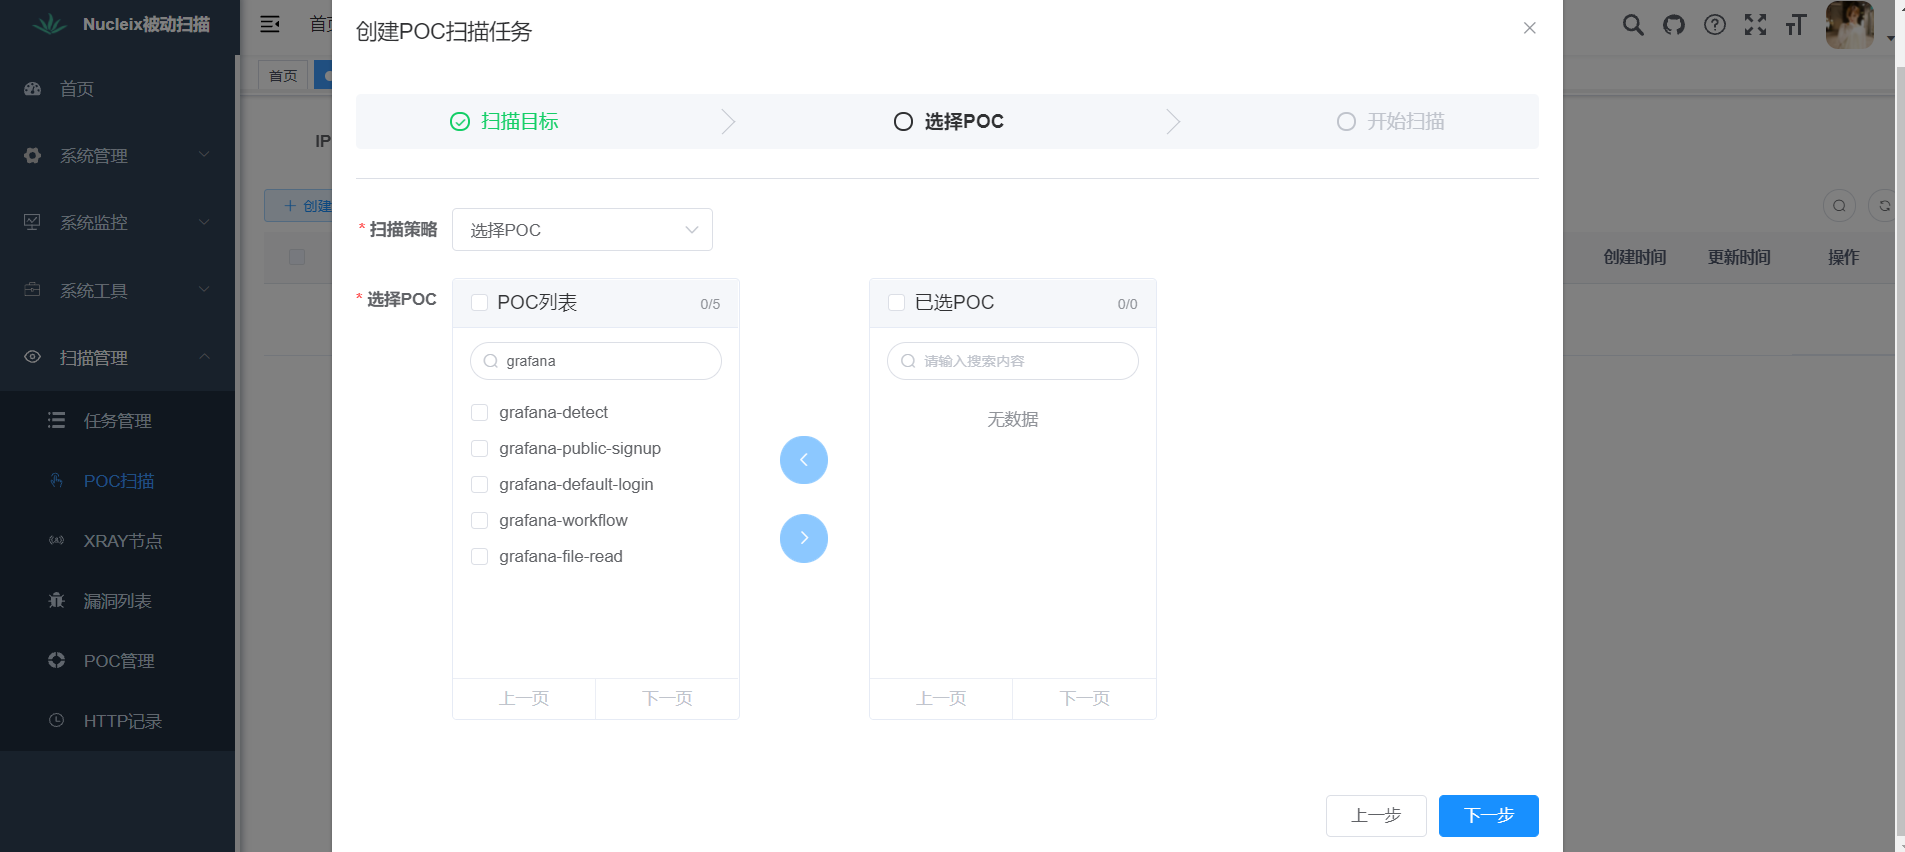 Nucleix被动扫描
首页
系统管理
系统监控
系统工具
扫描管理
任务管理
POC扫描
XRAY节点
漏洞列表
POC管理
HTTP记录
首页
IP
+ 创建
创建时间 更新时间 操作
创建POC扫描任务
扫描目标
选择POC
开始扫描
* 扫描策略
选择POC
* 选择POC
POC列表 0/5
grafana
grafana-detect
grafana-public-signup
grafana-default-login
grafana-workflow
grafana-file-read
上一页 下一页
已选POC 0/0
请输入搜索内容
无数据
上一页 下一页
上一步 下一步